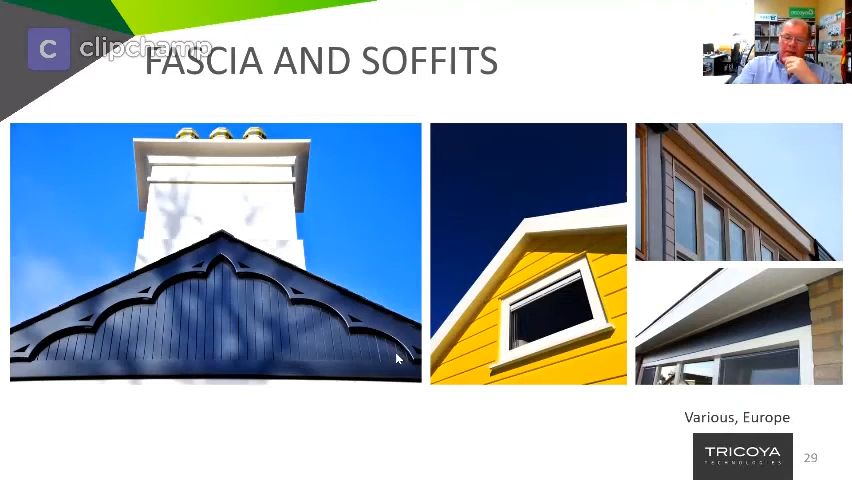 C clipchamp
FASCIA AND SOFFITS
Various, Europe
TRICOYA
TECHNOLOGIES
29